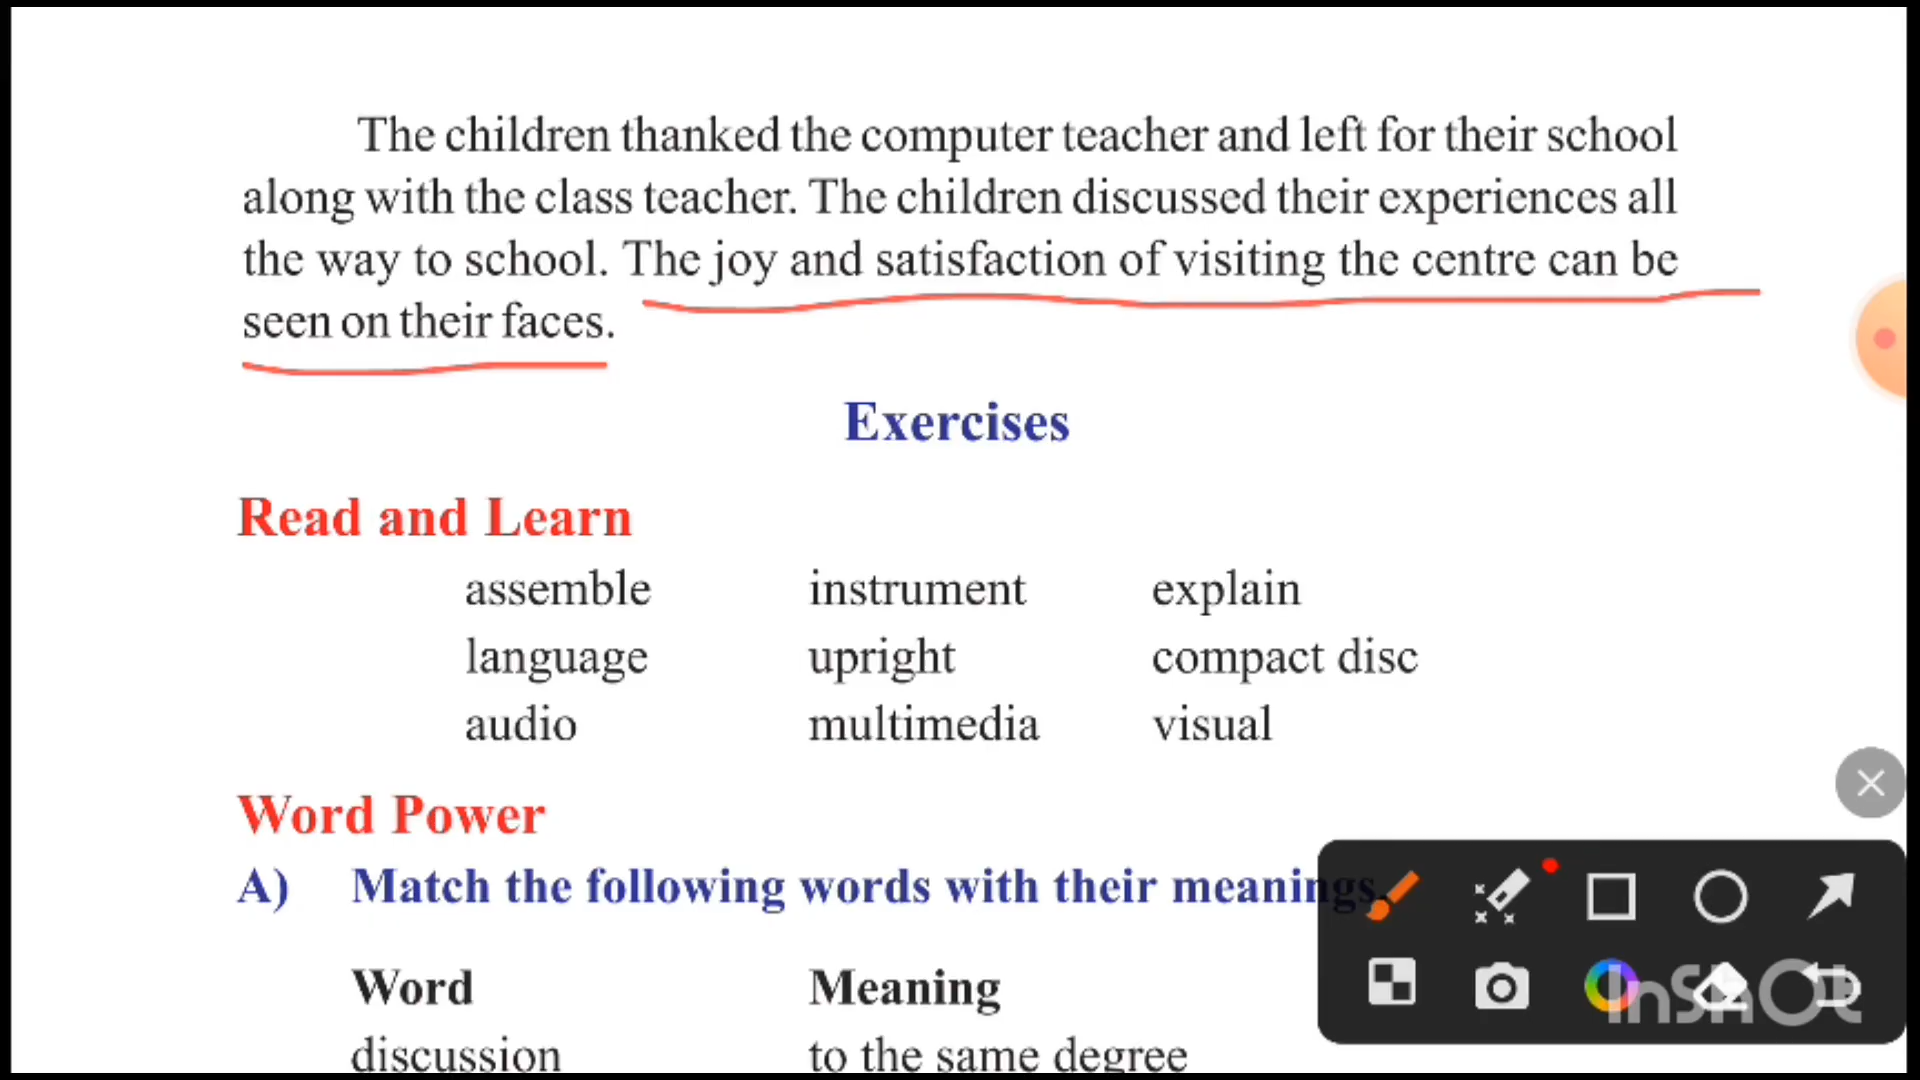 The children thanked the computer teacher and left for their school
along with the class teacher. The children discussed their experiences all
the way to school. The joy and satisfaction of visiting the centre can be
seen on their faces.
Exercises
Read and Learn
assemble instrument explain
language upright compact disc
audio multimedia visual
Word Power
A) Match the following words with their meanings.
Word Meaning
discussion to the same degree
InShOt